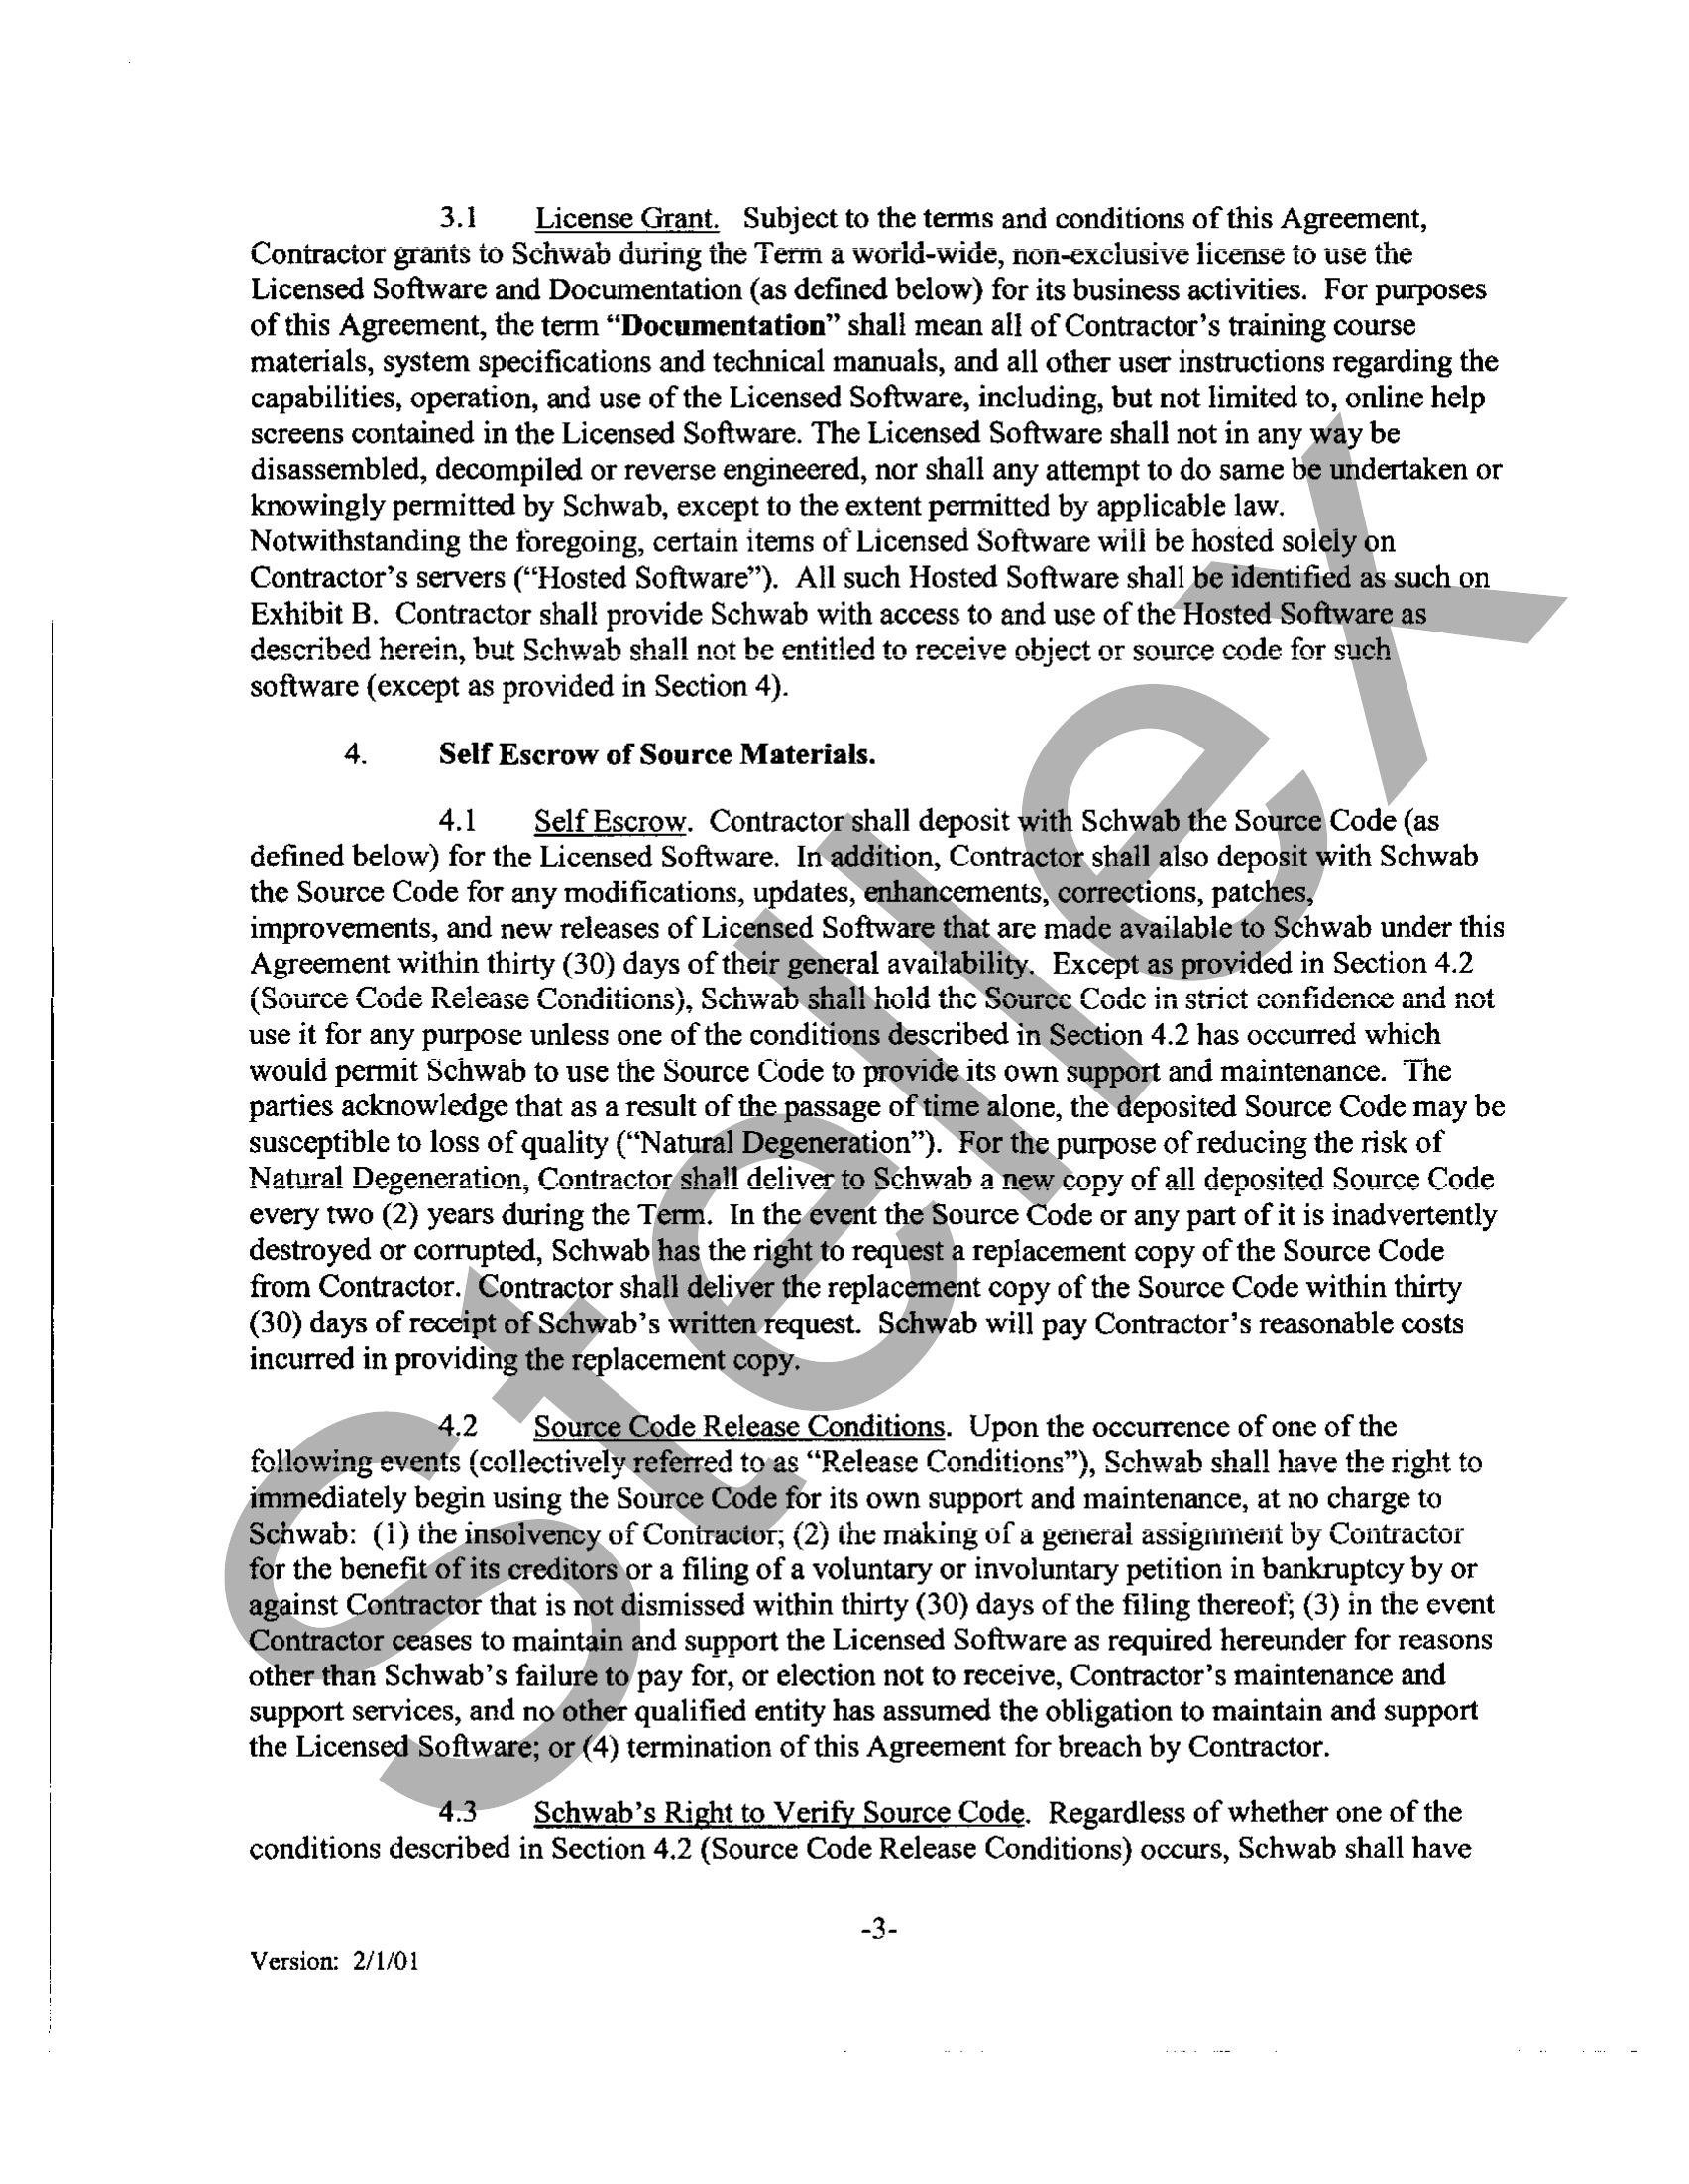 3.1 License Grant. Subject to the terms and conditions of this Agreement,
Contractor grants to Schwab during the Term a world-wide, non-exclusive license to use the
Licensed Software and Documentation (as defined below) for its business activities. For purposes
of this Agreement, the term “Documentation” shall mean all of Contractor’s training course
materials, system specifications and technical manuals, and all other user instructions regarding the
capabilities, operation, and use of the Licensed Software, including, but not limited to, online help
screens contained in the Licensed Software. The Licensed Software shall not in any way be
disassembled, decompiled or reverse engineered, nor shall any attempt to do same be undertaken or
knowingly permitted by Schwab, except to the extent permitted by applicable law.
Notwithstanding the foregoing, certain items of Licensed Software will be hosted solely on
Contractor’s servers (“Hosted Software”). All such Hosted Software shall be identified as such on
Exhibit B. Contractor shall provide Schwab with access to and use of the Hosted Software as
described herein, but Schwab shall not be entitled to receive object or source code for such
software (except as provided in Section 4).
4. Self Escrow of Source Materials.
4.1 Self Escrow. Contractor shall deposit with Schwab the Source Code (as
defined below) for the Licensed Software. In addition, Contractor shall also deposit with Schwab
the Source Code for any modifications, updates, enhancements, corrections, patches,
improvements, and new releases of Licensed Software that are made available to Schwab under this
Agreement within thirty (30) days of their general availability. Except as provided in Section 4.2
(Source Code Release Conditions), Schwab shall hold the Source Code in strict confidence and not
use it for any purpose unless one of the conditions described in Section 4.2 has occurred which
would permit Schwab to use the Source Code to provide its own support and maintenance. The
parties acknowledge that as a result of the passage of time alone, the deposited Source Code may be
susceptible to loss of quality (“Natural Degeneration”). For the purpose of reducing the risk of
Natural Degeneration, Contractor shall deliver to Schwab a new copy of all deposited Source Code
every two (2) years during the Term. In the event the Source Code or any part of it is inadvertently
destroyed or corrupted, Schwab has the right to request a replacement copy of the Source Code
from Contractor. Contractor shall deliver the replacement copy of the Source Code within thirty
(30) days of receipt of Schwab’s written request. Schwab will pay Contractor’s reasonable costs
incurred in providing the replacement copy.
4.2 Source Code Release Conditions. Upon the occurrence of one of the
following events (collectively referred to as “Release Conditions”), Schwab shall have the right to
immediately begin using the Source Code for its own support and maintenance, at no charge to
Schwab: (1) the insolvency of Contractor; (2) the making of a general assignment by Contractor
for the benefit of its creditors or a filing of a voluntary or involuntary petition in bankruptcy by or
against Contractor that is not dismissed within thirty (30) days of the filing thereof; (3) in the event
Contractor ceases to maintain and support the Licensed Software as required hereunder for reasons
other than Schwab’s failure to pay for, or election not to receive, Contractor’s maintenance and
support services, and no other qualified entity has assumed the obligation to maintain and support
the Licensed Software; or (4) termination of this Agreement for breach by Contractor.
4.3 Schwab’s Right to Verify Source Code. Regardless of whether one of the
conditions described in Section 4.2 (Source Code Release Conditions) occurs, Schwab shall have
-3-
Version: 2/1/01
Stellex